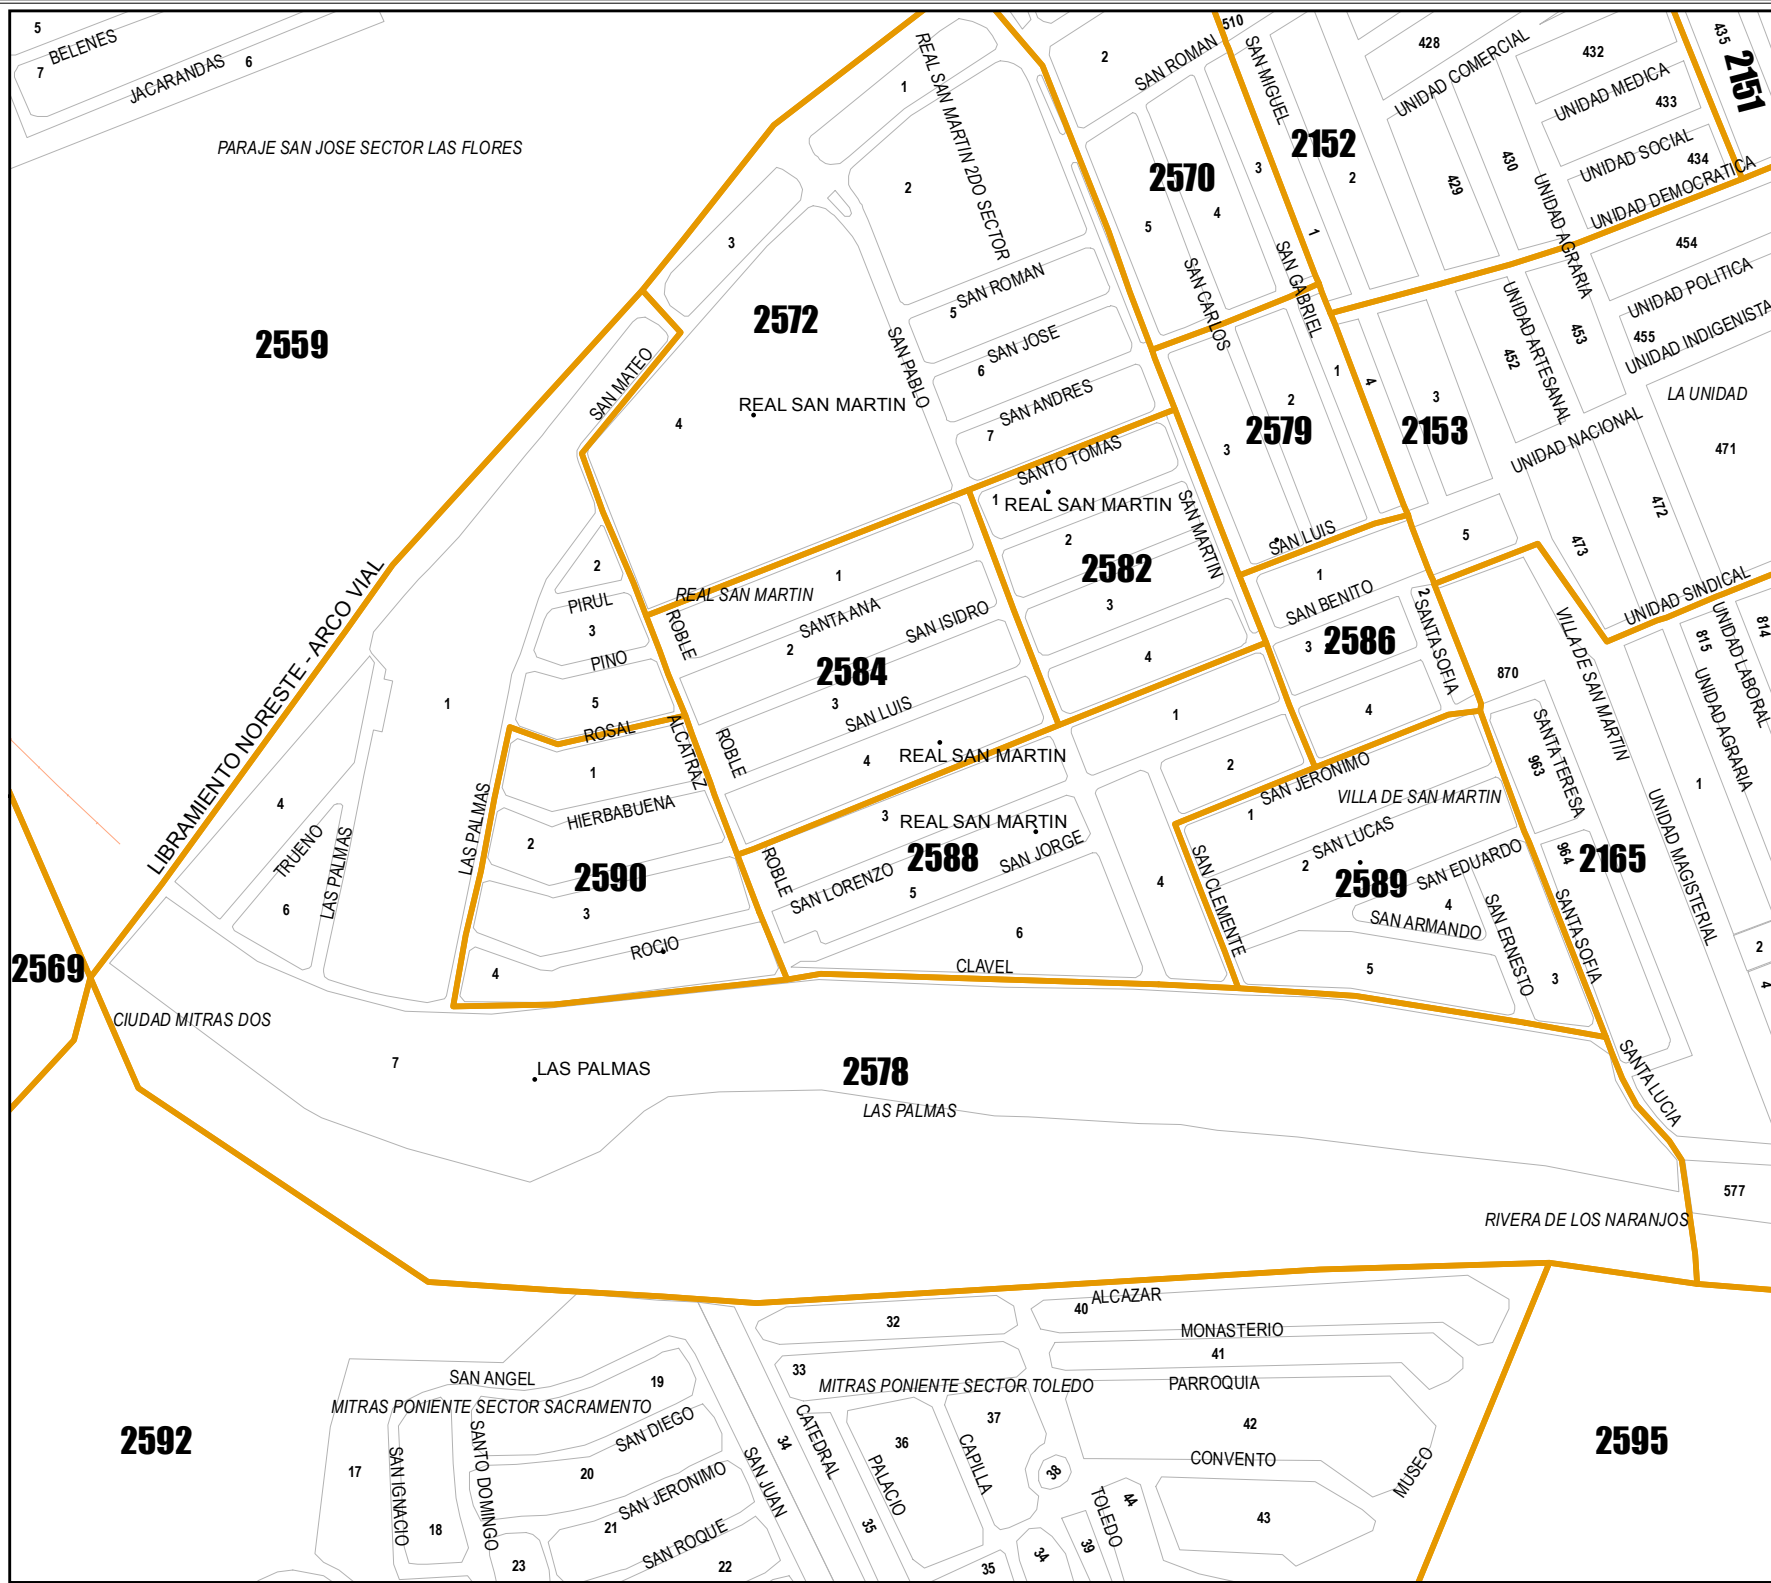 5
BELENES
7
JACARANDAS
6
PARAJE SAN JOSE SECTOR LAS FLORES
2559
REAL SAN MARTIN 2DO SECTOR
1
2
3
2572
SAN ROMAN
5
SAN JOSE
6
SAN ANDRES
7
SAN PABLO
SAN MATEO
REAL SAN MARTIN
4
2
SAN ROMAN
510
SAN MIGUEL
2570
3
4
5
SAN CARLOS
SAN GABRIEL
1
2152
2
428
UNIDAD COMERCIAL
432
UNIDAD MEDICA
433
UNIDAD SOCIAL
434
UNIDAD DEMOCRATICA
435
2151
430
429
UNIDAD AGRARIA
454
UNIDAD POLITICA
455
UNIDAD INDIGENISTA
453
UNIDAD ARTESANAL
452
LA UNIDAD
471
UNIDAD NACIONAL
472
473
2153
3
4
5
1
2
2579
3
SAN LUIS
SANTO TOMAS
1
REAL SAN MARTIN
2
2582
3
4
SAN MARTIN
1
SAN BENITO
2
3
2586
4
SANTA SOFIA
870
VILLA DE SAN MARTIN
UNIDAD SINDICAL
UNIDAD LABORAL
814
815
UNIDAD AGRARIA
1
UNIDAD MAGISTERIAL
2
4
SANTA TERESA
963
964
2165
SANTA SOFIA
SANTA LUCIA
577
RIVERA DE LOS NARANJOS
LIBRAMIENTO NORESTE - ARCO VIAL
2
PIRUL
3
PINO
5
ROSAL
1
REAL SAN MARTIN
ROBLE
1
SANTA ANA
SAN ISIDRO
2
2584
3
SAN LUIS
4
REAL SAN MARTIN
ROBLE
ALCATRAZ
LAS PALMAS
1
HIERBABUENA
2
2590
3
ROCIO
4
4
TRUENO
LAS PALMAS
6
1
2
3
REAL SAN MARTIN
2588
SAN JORGE
SAN LORENZO
ROBLE
5
6
4
CLAVEL
SAN JERONIMO
1
VILLA DE SAN MARTIN
SAN LUCAS
2
2589
SAN EDUARDO
4
SAN ARMANDO
SAN ERNESTO
SAN CLEMENTE
5
3
2569
CIUDAD MITRAS DOS
7
LAS PALMAS
2578
LAS PALMAS
ALCAZAR
40
MONASTERIO
41
PARROQUIA
42
CONVENTO
43
MUSEO
2595
32
33
MITRAS PONIENTE SECTOR TOLEDO
CATEDRAL
34
35
36
PALACIO
CAPILLA
37
38
TOLEDO
44
39
34
35
2592
SAN ANGEL
19
MITRAS PONIENTE SECTOR SACRAMENTO
SAN DIEGO
17
SAN IGNACIO
SANTO DOMINGO
20
SAN JERONIMO
18
21
SAN ROQUE
SAN JUAN
22
23